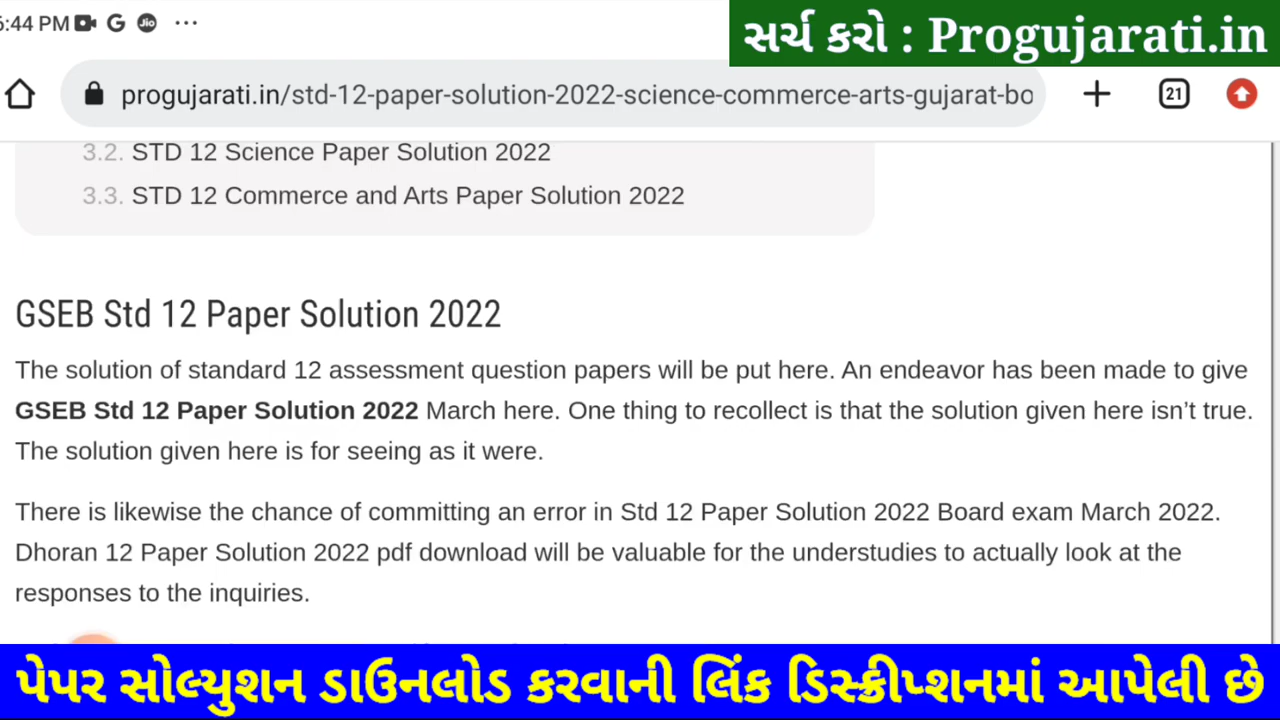 6:44 PM G Jio ...
સર્ચ કરો : Progujarati.in
progujarati.in/std-12-paper-solution-2022-science-commerce-arts-gujarat-bo
21
3.2. STD 12 Science Paper Solution 2022
3.3. STD 12 Commerce and Arts Paper Solution 2022
GSEB Std 12 Paper Solution 2022
The solution of standard 12 assessment question papers will be put here. An endeavor has been made to give
GSEB Std 12 Paper Solution 2022 March here. One thing to recollect is that the solution given here isn’t true.
The solution given here is for seeing as it were.
There is likewise the chance of committing an error in Std 12 Paper Solution 2022 Board exam March 2022.
Dhoran 12 Paper Solution 2022 pdf download will be valuable for the understudies to actually look at the
responses to the inquiries.
પેપર સોલ્યુશન ડાઉનલોડ કરવાની લિંક ડિસ્ક્રીપ્શનમાં આપેલી છે